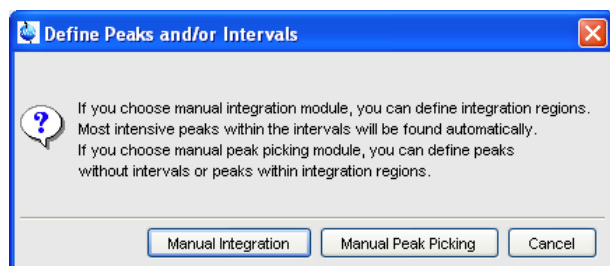 Define Peaks and/or Intervals
If you choose manual integration module, you can define integration regions.
Most intensive peaks within the intervals will be found automatically.
If you choose manual peak picking module, you can define peaks
without intervals or peaks within integration regions.
Manual Integration
Manual Peak Picking
Cancel